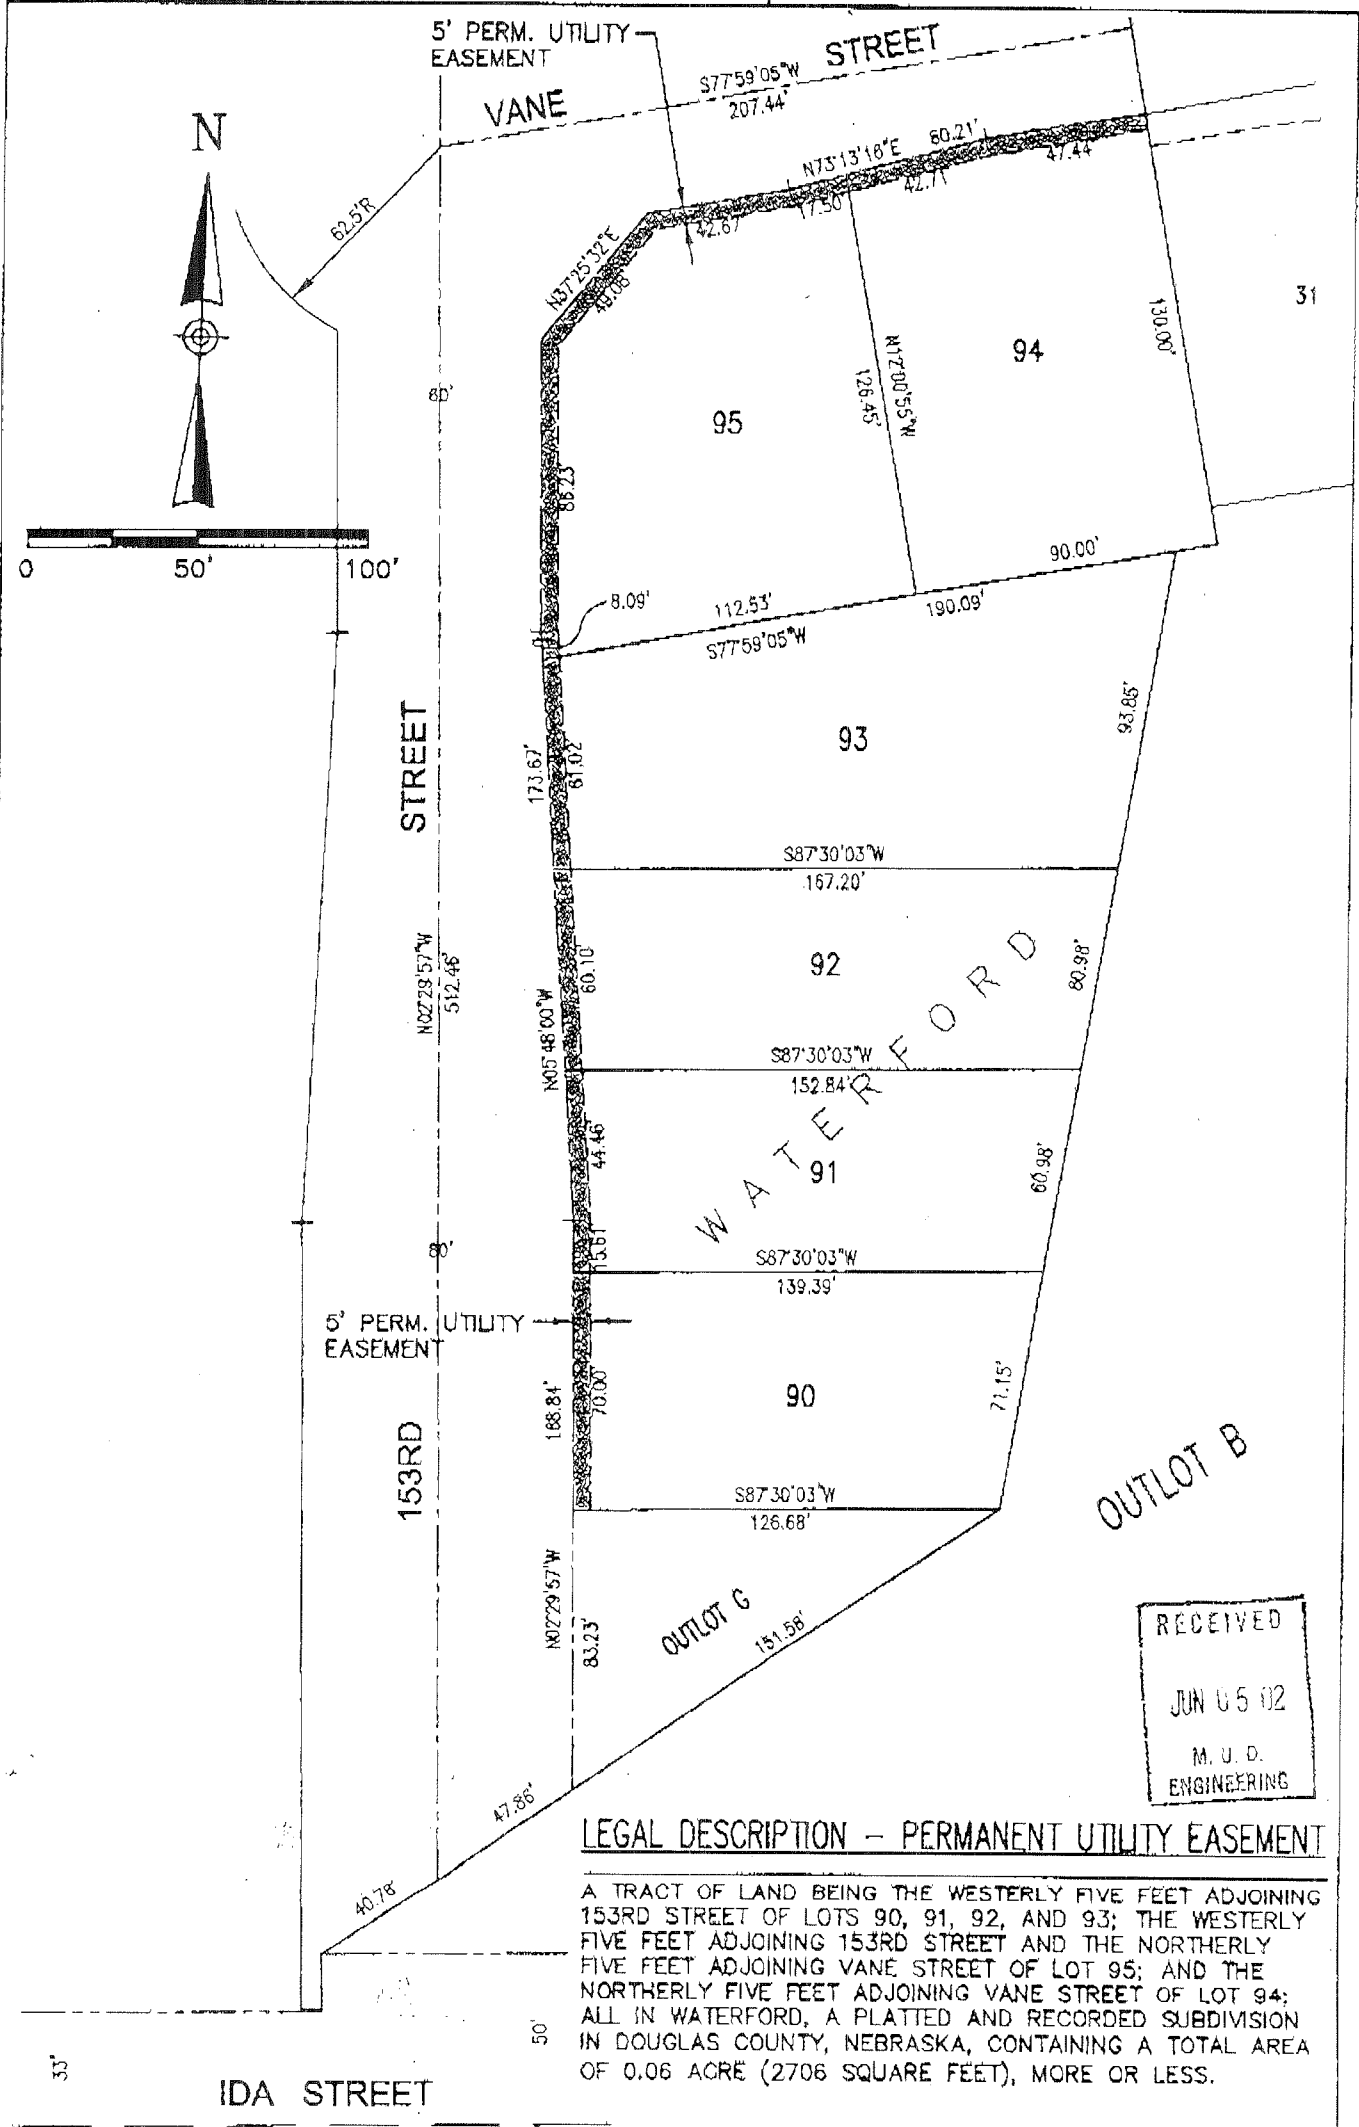 5' PERM. UTILITY
EASEMENT
VANE STREET
S77°59'05"W
207.44'
N
62.5'R
N73°13'16"E 60.21'
47.44
42.71
17.50'
42.67'
N37°25'32"E
49.08'
130.00'
31
94
N12°00'55"W
126.45'
95
80'
86.23'
0 50' 100'
8.09'
90.00'
112.53'
190.09'
S77°59'05"W
93.85'
93
173.67'
61.02'
STREET
S87°30'03"W
167.20'
N02°29'57"W
512.46'
92
60.10'
80.98'
N05°48'00"W
S87°30'03"W
152.84'
WATERFORD
44.46'
91
60.98'
15.61'
80'
S87°30'03"W
139.39'
5' PERM. UTILITY
EASEMENT
168.84'
70.00'
90
71.15'
153RD
S87°30'03"W
126.68'
OUTLOT B
N02°29'57"W
83.23'
OUTLOT G
151.58'
RECEIVED
JUN 05 02
M. U. D.
ENGINEERING
47.86'
40.78'
50'
33'
IDA STREET
LEGAL DESCRIPTION – PERMANENT UTILITY EASEMENT
A TRACT OF LAND BEING THE WESTERLY FIVE FEET ADJOINING
153RD STREET OF LOTS 90, 91, 92, AND 93; THE WESTERLY
FIVE FEET ADJOINING 153RD STREET AND THE NORTHERLY
FIVE FEET ADJOINING VANE STREET OF LOT 95; AND THE
NORTHERLY FIVE FEET ADJOINING VANE STREET OF LOT 94;
ALL IN WATERFORD, A PLATTED AND RECORDED SUBDIVISION
IN DOUGLAS COUNTY, NEBRASKA, CONTAINING A TOTAL AREA
OF 0.06 ACRE (2706 SQUARE FEET), MORE OR LESS.